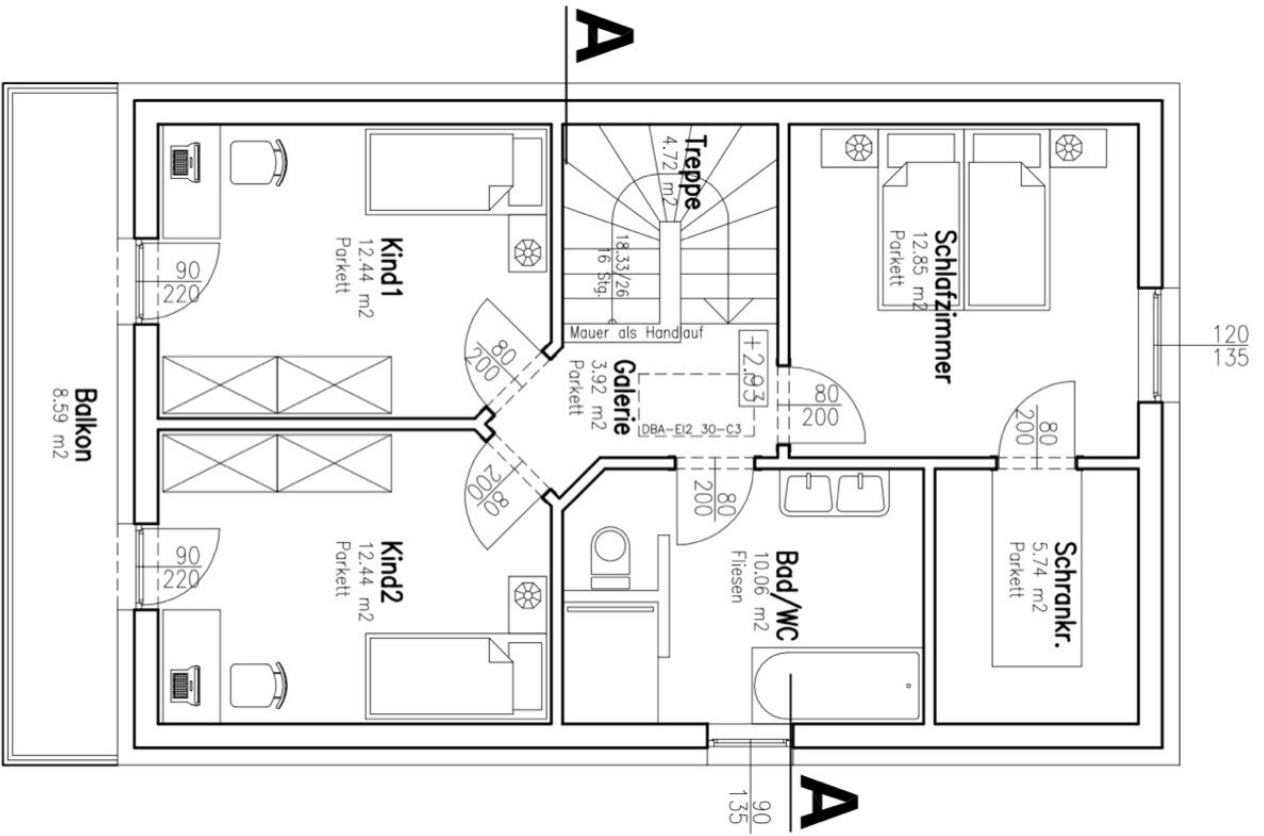 A
Treppe
4.72 m2
18.33/26
16 Stg.
Mauer als Handlauf
Kind1
12.44 m2
Parkett
90
220
80
200
Schlafzimmer
12.85 m2
Parkett
120
135
Galerie
3.92 m2
Parkett
+2.93
DBA-EI2 30-C3
80
200
80
200
Balkon
8.59 m2
Kind2
12.44 m2
Parkett
80
200
90
220
80
200
Bad/WC
10.06 m2
Fliesen
Schrankr.
5.74 m2
Parkett
90
135
A